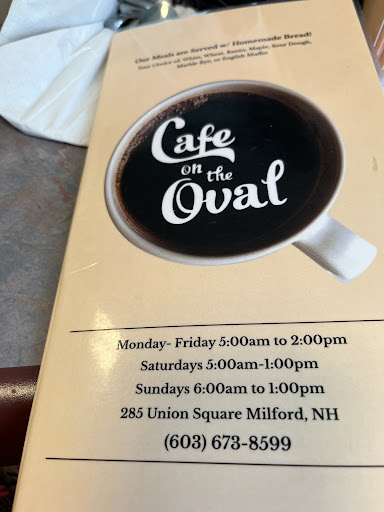 Our Meals are Served w/ Homemade Bread!
Your Choice of: White, Wheat, Raisin, Maple, Sour Dough,
Marble Rye, or English Muffin
Cafe
on the
Oval
Monday- Friday 5:00am to 2:00pm
Saturdays 5:00am-1:00pm
Sundays 6:00am to 1:00pm
285 Union Square Milford, NH
(603) 673-8599